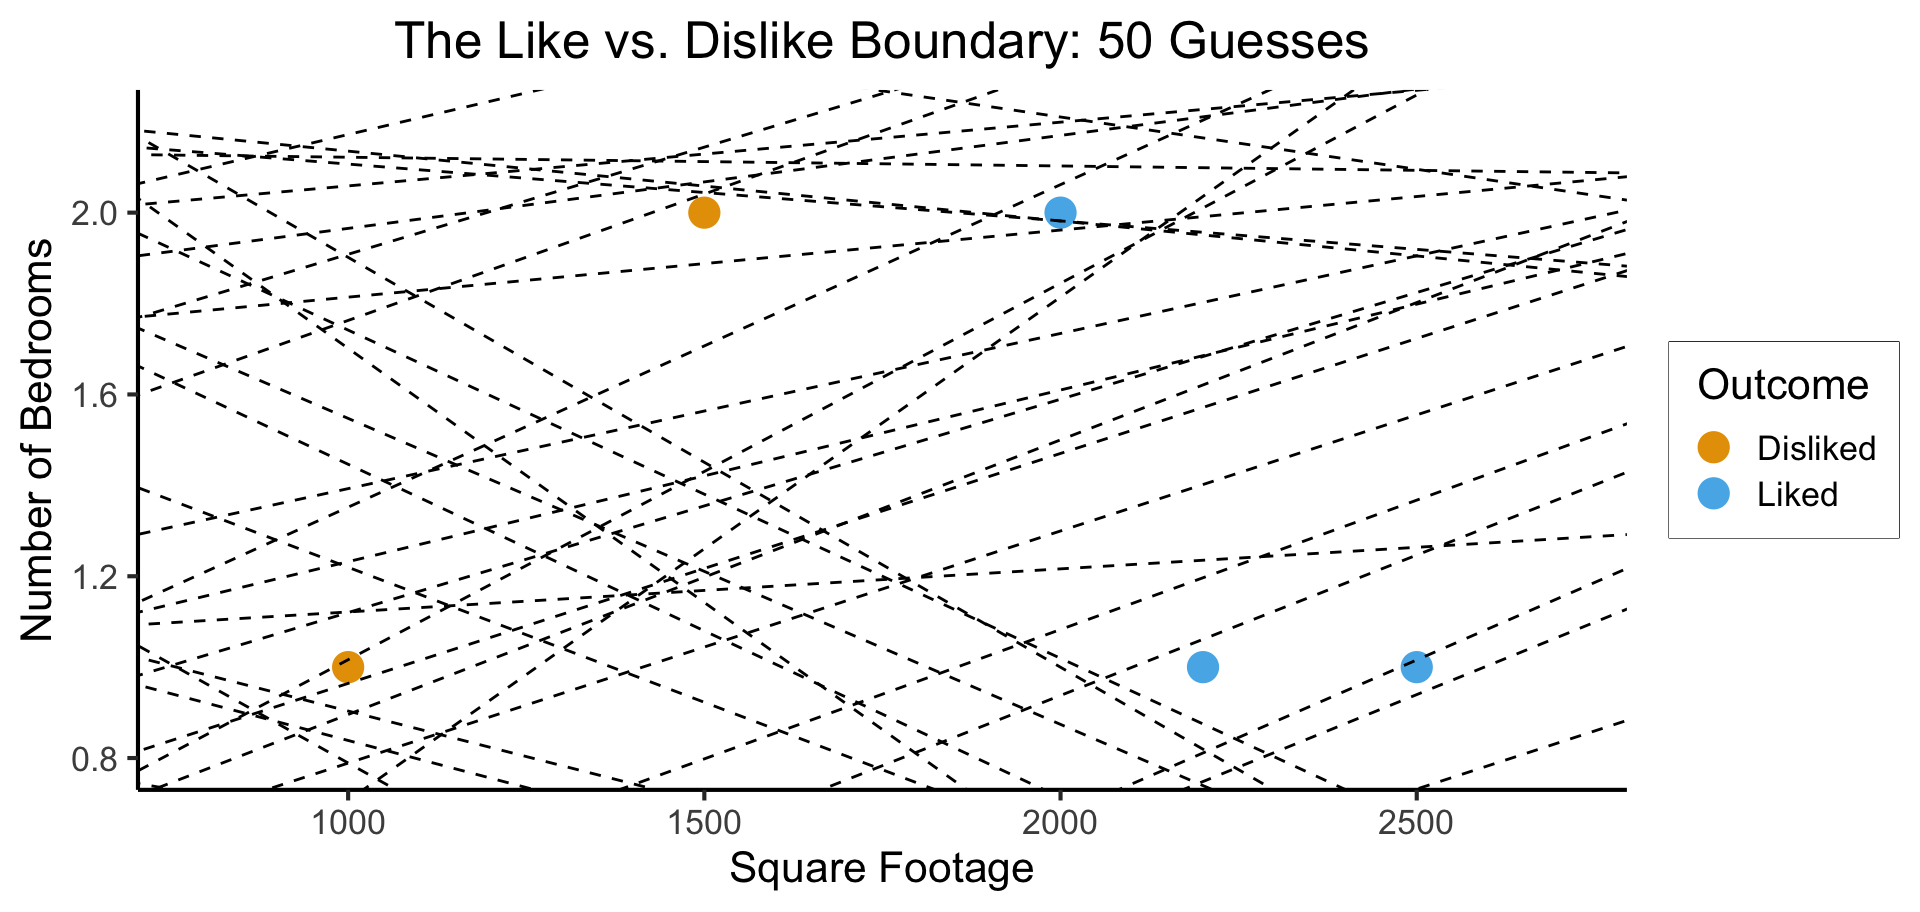 The Like vs. Dislike Boundary: 50 Guesses
Number of Bedrooms
2.0
1.6
1.2
0.8
1000 1500 2000 2500
Square Footage
Outcome
Disliked
Liked